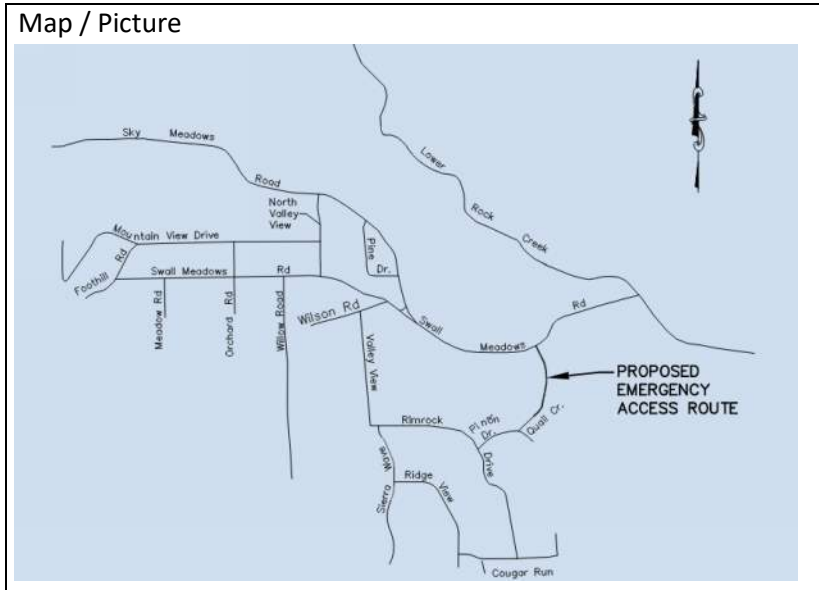 Map / Picture
Sky Meadows Road
Lower Rock Creek
North
Valley
View
Mountain View Drive
Pine Dr.
Foothill Rd
Swall Meadows Rd
Meadow Rd
Orchard Rd
Willow Road
Wilson Rd
Swall Meadows Rd
Valley View
PROPOSED
EMERGENCY
ACCESS ROUTE
Rimrock Drive
Piñon
Dr.
Quail Cr.
Sierra Wave
Ridge View
Cougar Run